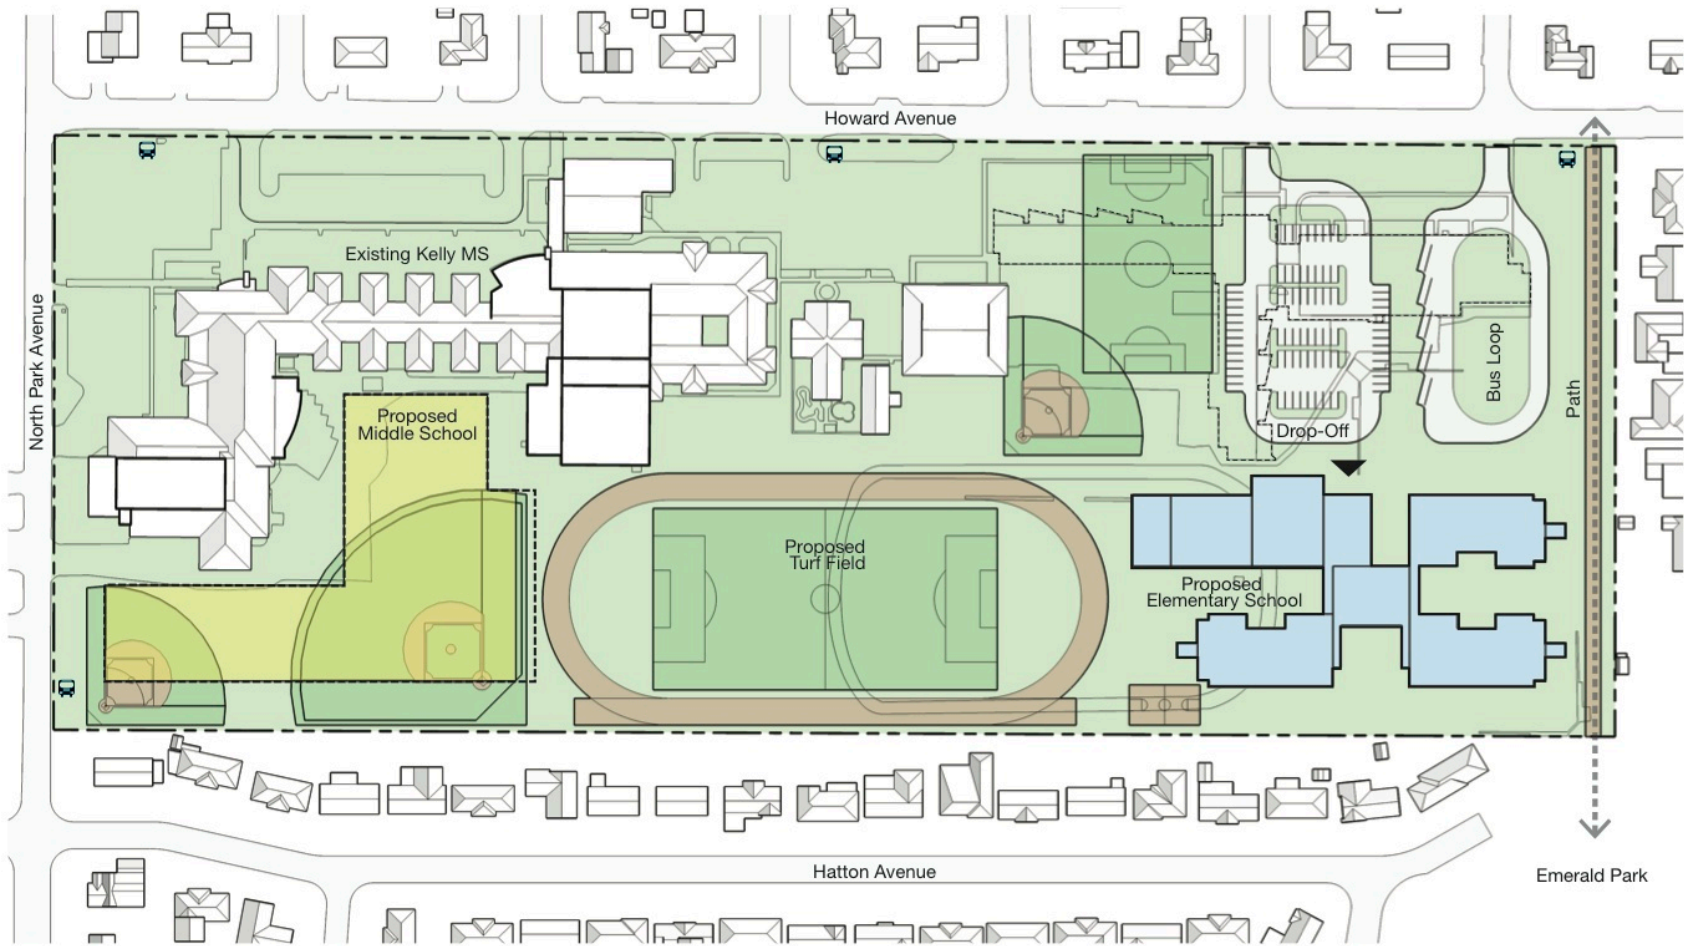 Howard Avenue
Existing Kelly MS
North Park Avenue
Proposed
Middle School
Bus Loop
Path
Drop-Off
Proposed
Turf Field
Proposed
Elementary School
Hatton Avenue
Emerald Park